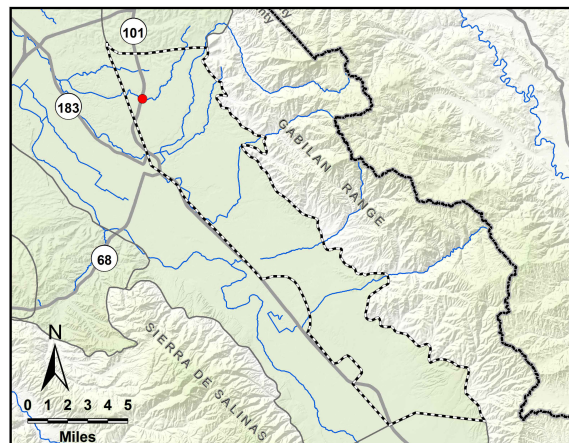 101
183
GABILAN RANGE
68
SIERRA DE SALINAS
N
0 1 2 3 4 5
Miles